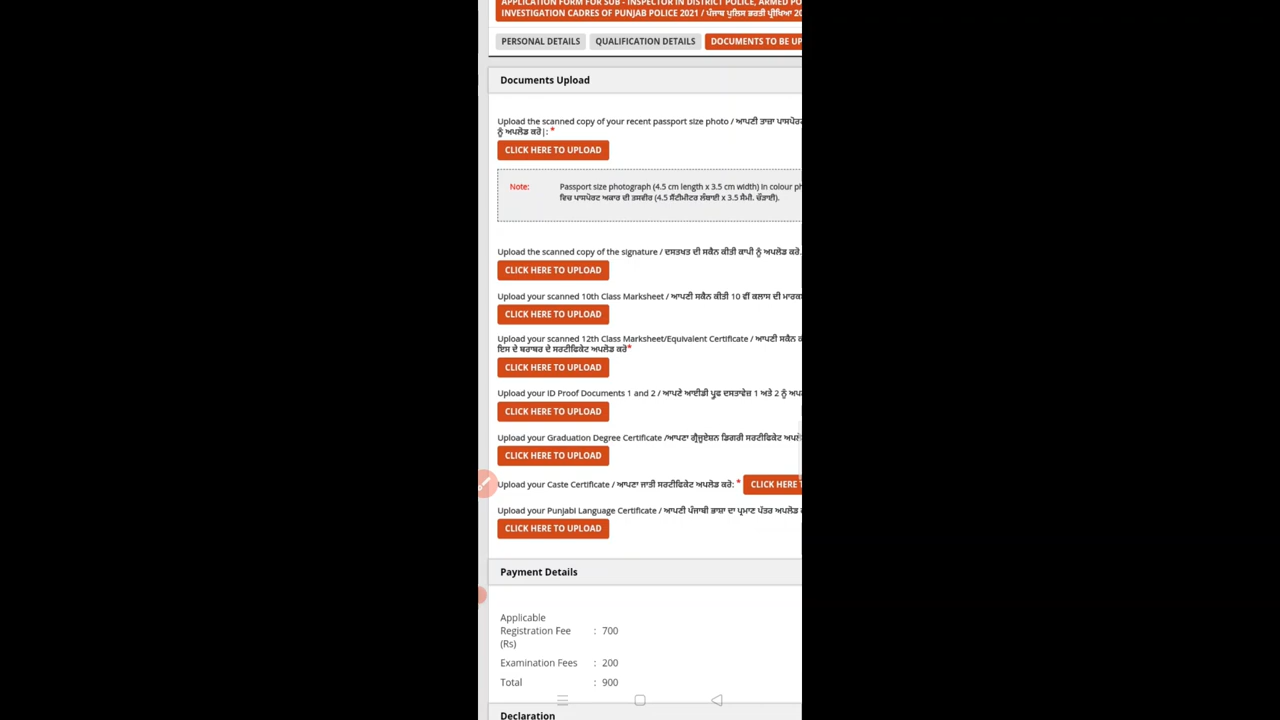 APPLICATION FORM FOR SUB - INSPECTOR IN DISTRICT POLICE, ARMED PO
INVESTIGATION CADRES OF PUNJAB POLICE 2021 / ਪੰਜਾਬ ਪੁਲਿਸ ਭਰਤੀ ਪ੍ਰੀਖਿਆ 20
PERSONAL DETAILS QUALIFICATION DETAILS DOCUMENTS TO BE UP
Documents Upload
Upload the scanned copy of your recent passport size photo / ਆਪਣੀ ਤਾਜ਼ਾ ਪਾਸਪੋਰਟ
ਨੂੰ ਅਪਲੋਡ ਕਰੋ|: *
CLICK HERE TO UPLOAD
Note: Passport size photograph (4.5 cm length x 3.5 cm width) in colour ph
ਵਿਚ ਪਾਸਪੋਰਟ ਅਕਾਰ ਦੀ ਤਸਵੀਰ (4.5 ਸੈਂਟੀਮੀਟਰ ਲੰਬਾਈ x 3.5 ਸੈਮੀ. ਚੌੜਾਈ).
Upload the scanned copy of the signature / ਦਸਤਖਤ ਦੀ ਸਕੈਨ ਕੀਤੀ ਕਾਪੀ ਨੂੰ ਅਪਲੋਡ ਕਰੋ.
CLICK HERE TO UPLOAD
Upload your scanned 10th Class Marksheet / ਆਪਣੀ ਸਕੈਨ ਕੀਤੀ 10 ਵੀਂ ਕਲਾਸ ਦੀ ਮਾਰਕ
CLICK HERE TO UPLOAD
Upload your scanned 12th Class Marksheet/Equivalent Certificate / ਆਪਣੀ ਸਕੈਨ
ਇਸ ਦੇ ਬਰਾਬਰ ਦੇ ਸਰਟੀਫਿਕੇਟ ਅਪਲੋਡ ਕਰੋ*
CLICK HERE TO UPLOAD
Upload your ID Proof Documents 1 and 2 / ਆਪਣੇ ਆਈਡੀ ਪ੍ਰੂਫ ਦਸਤਾਵੇਜ਼ 1 ਅਤੇ 2 ਨੂੰ ਅਪ
CLICK HERE TO UPLOAD
Upload your Graduation Degree Certificate /ਆਪਣਾ ਗ੍ਰੈਜੂਏਸ਼ਨ ਡਿਗਰੀ ਸਰਟੀਫਿਕੇਟ ਅਪਲੋ
CLICK HERE TO UPLOAD
Upload your Caste Certificate / ਆਪਣਾ ਜਾਤੀ ਸਰਟੀਫਿਕੇਟ ਅਪਲੋਡ ਕਰੋ: * CLICK HERE T
Upload your Punjabi Language Certificate / ਆਪਣੀ ਪੰਜਾਬੀ ਭਾਸ਼ਾ ਦਾ ਪ੍ਰਮਾਣ ਪੱਤਰ ਅਪਲੋਡ
CLICK HERE TO UPLOAD
Payment Details
Applicable
Registration Fee : 700
(Rs)
Examination Fees : 200
Total : 900
Declaration